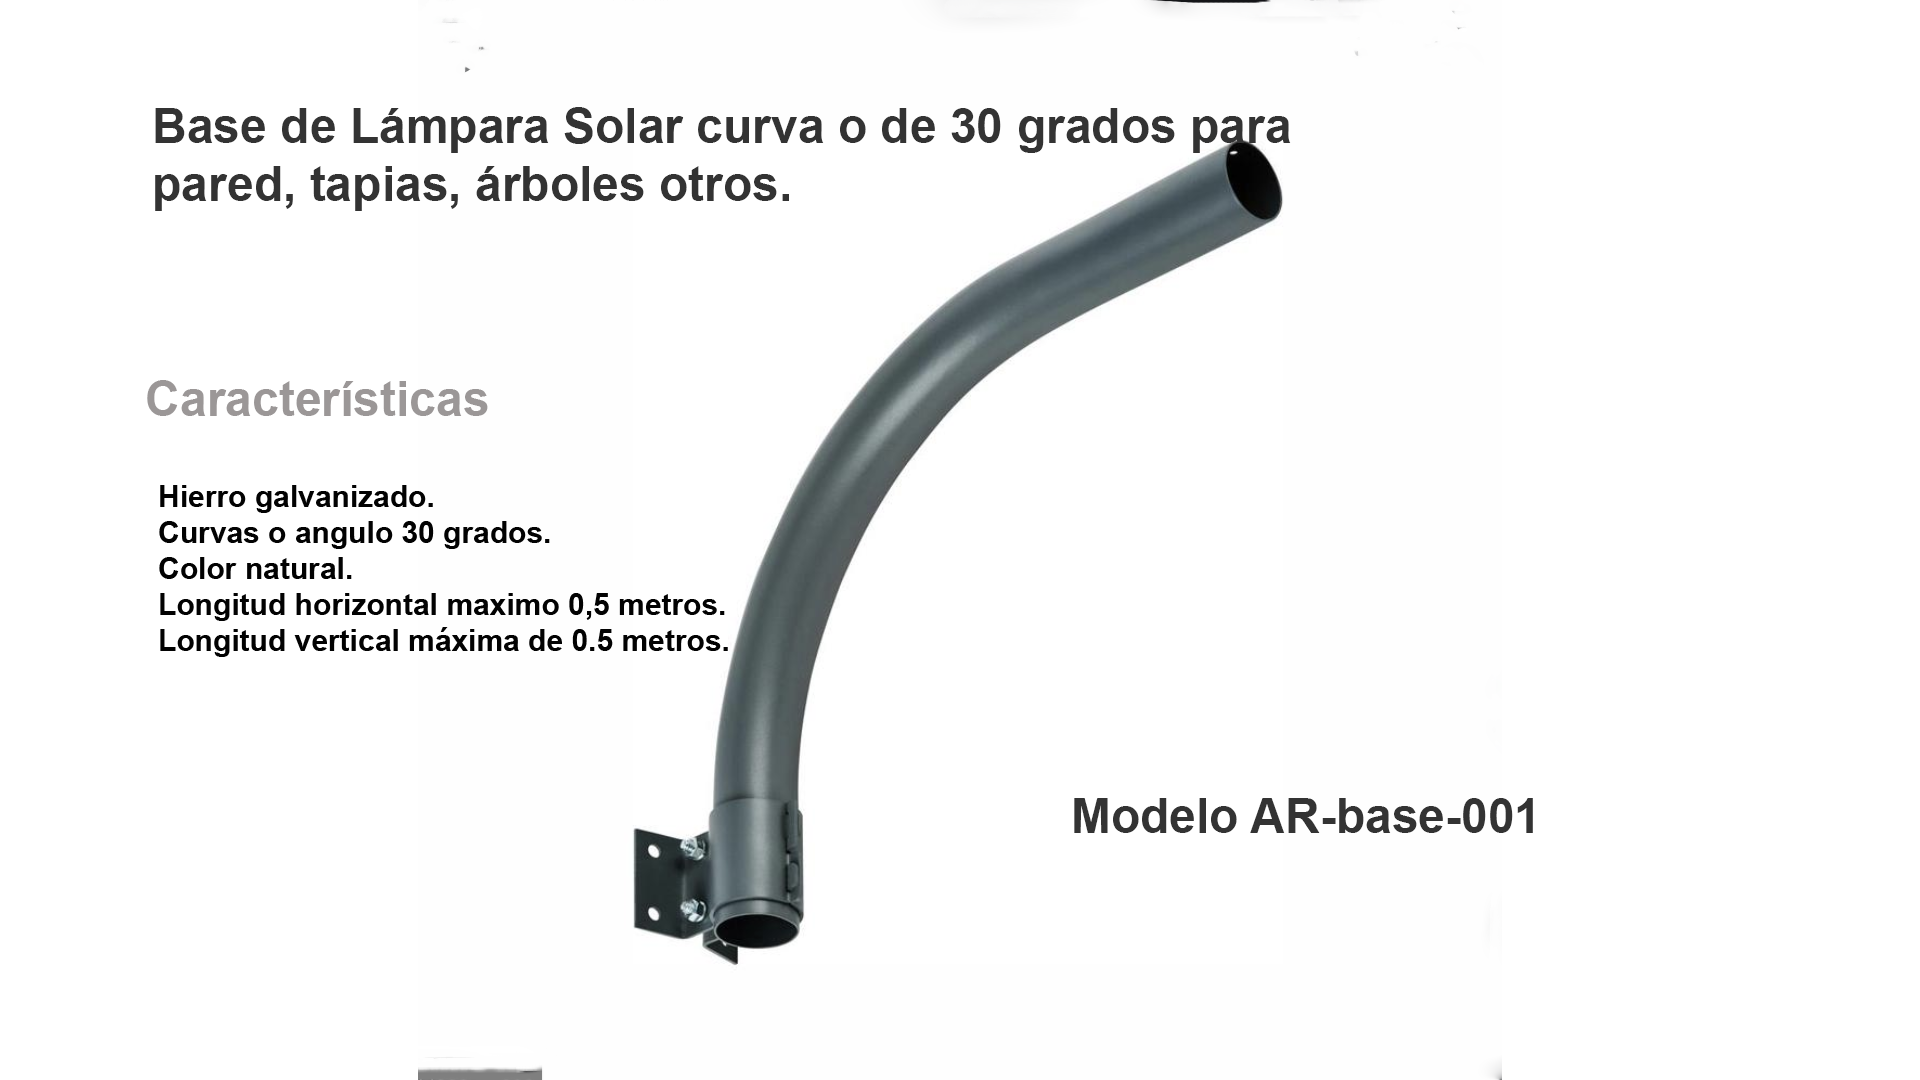 Base de Lámpara Solar curva o de 30 grados para
pared, tapias, árboles otros.
Características
Hierro galvanizado.
Curvas o angulo 30 grados.
Color natural.
Longitud horizontal maximo 0,5 metros.
Longitud vertical máxima de 0.5 metros.
Modelo AR-base-001